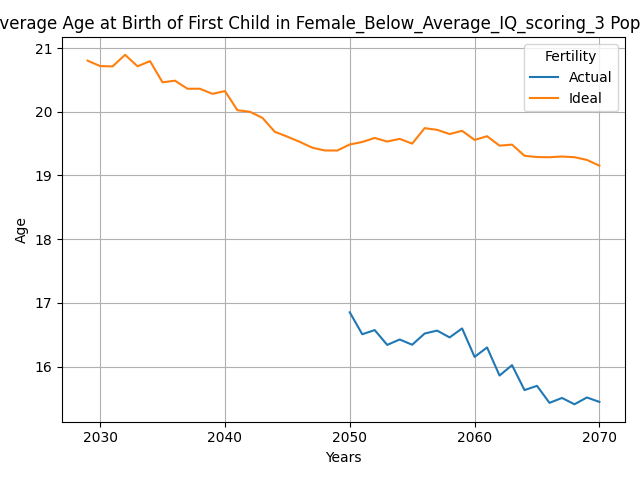 verage Age at Birth of First Child in Female_Below_Average_IQ_scoring_3 Pop
Fertility
Actual
Ideal
21
20
19
18
17
16
Age
2030 2040 2050 2060 2070
Years